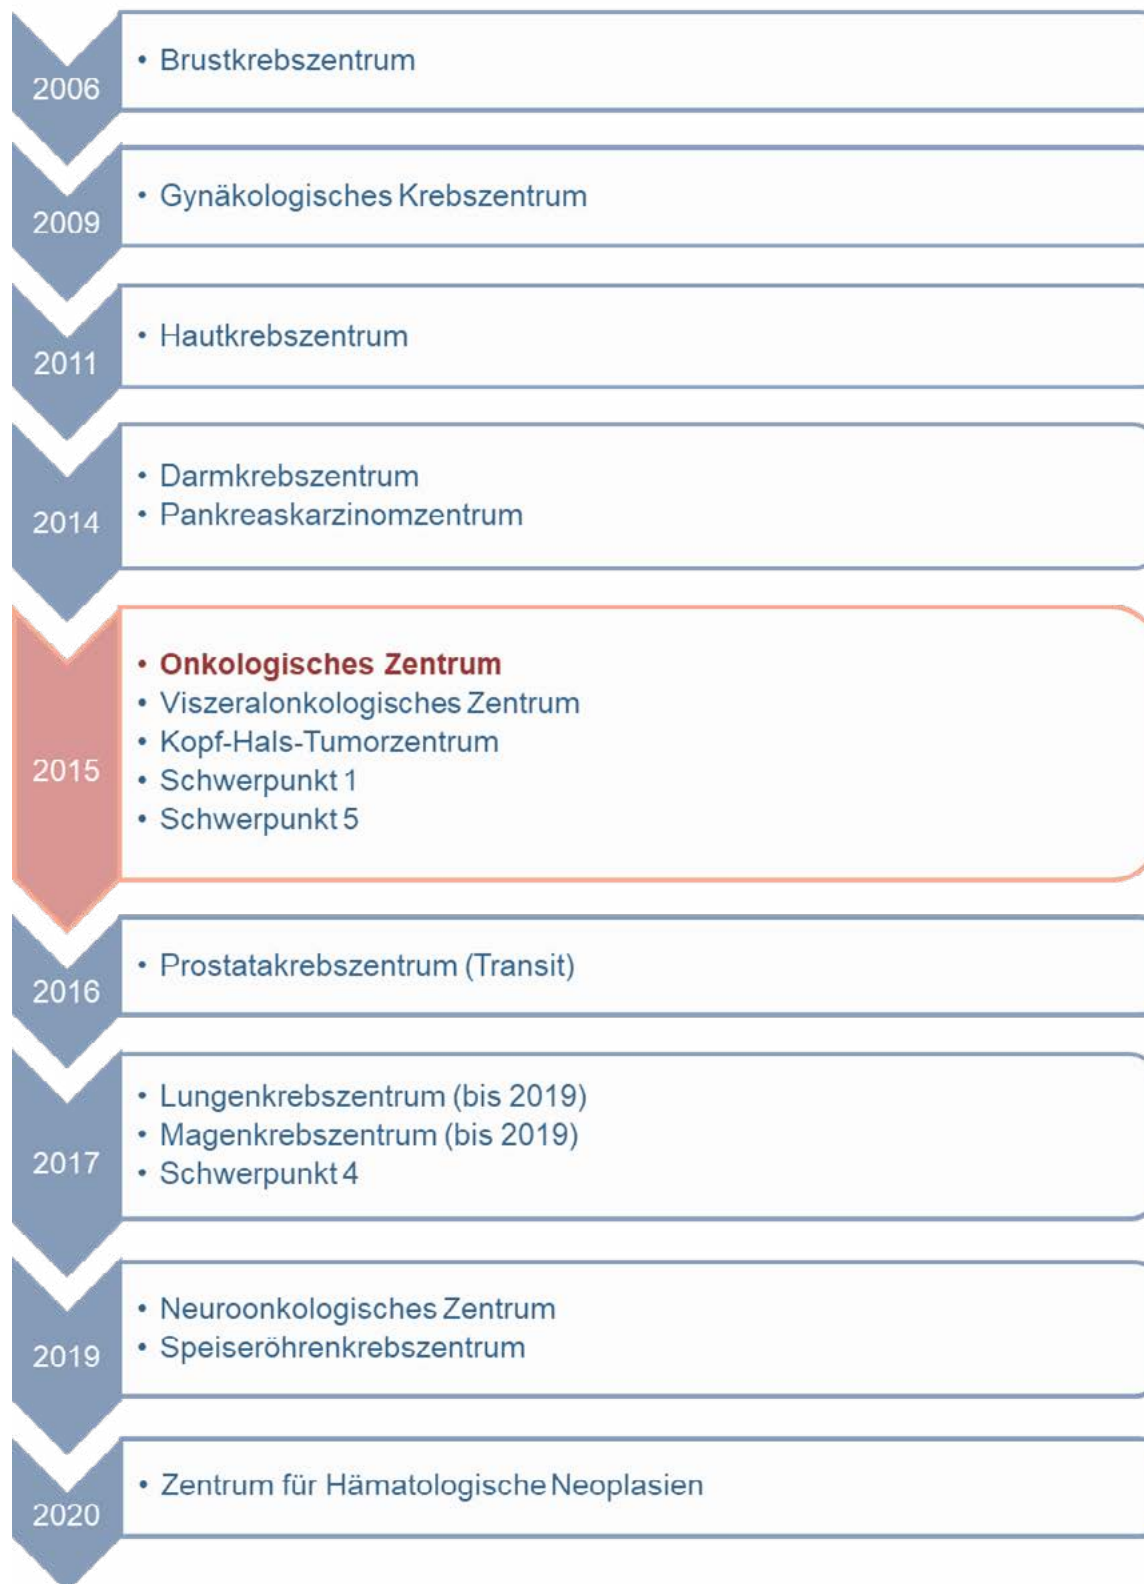 2006
• Brustkrebszentrum
2009
• Gynäkologisches Krebszentrum
2011
• Hautkrebszentrum
2014
• Darmkrebszentrum
• Pankreaskarzinomzentrum
2015
• Onkologisches Zentrum
• Viszeralonkologisches Zentrum
• Kopf-Hals-Tumorzentrum
• Schwerpunkt 1
• Schwerpunkt 5
2016
• Prostatakrebszentrum (Transit)
2017
• Lungenkrebszentrum (bis 2019)
• Magenkrebszentrum (bis 2019)
• Schwerpunkt 4
2019
• Neuroonkologisches Zentrum
• Speiseröhrenkrebszentrum
2020
• Zentrum für Hämatologische Neoplasien